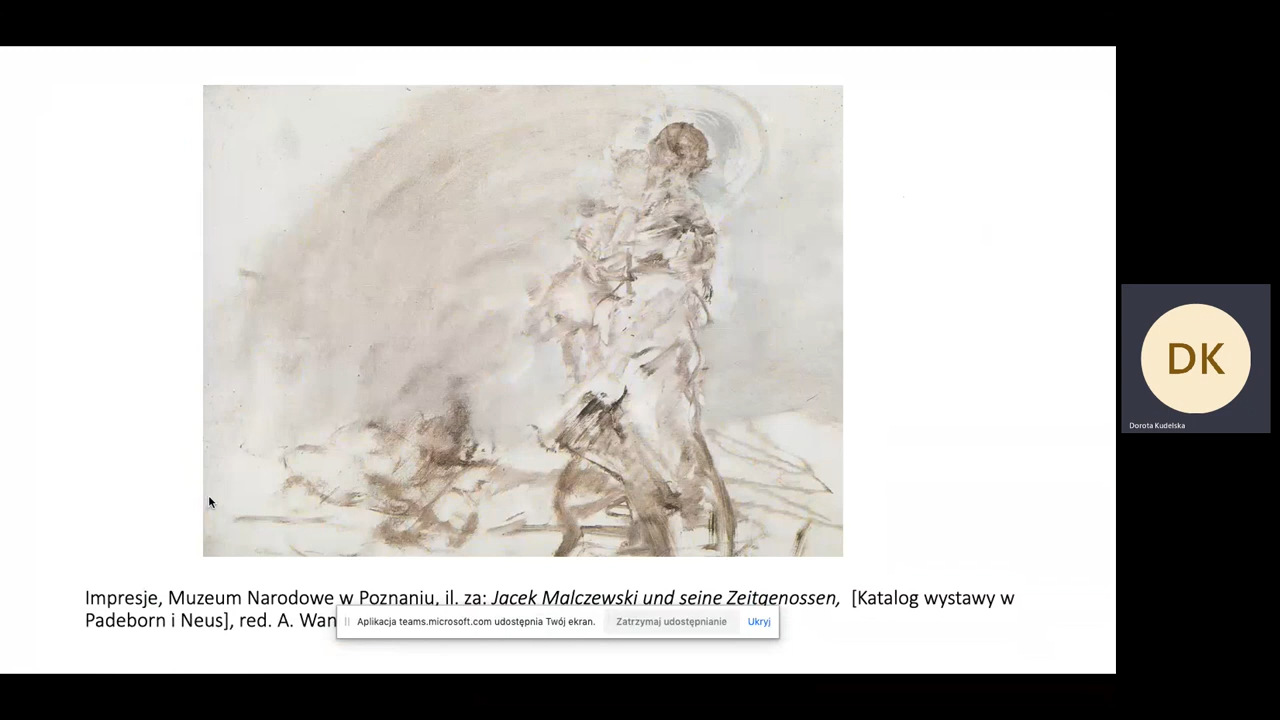 Impresje, Muzeum Narodowe w Poznaniu, il. za: Jacek Malczewski und seine Zeitgenossen, [Katalog wystawy w
Padeborn i Neus], red. A. Wan
Aplikacja teams.microsoft.com udostępnia Twój ekran. Zatrzymaj udostępnianie Ukryj
DK
Dorota Kudelska